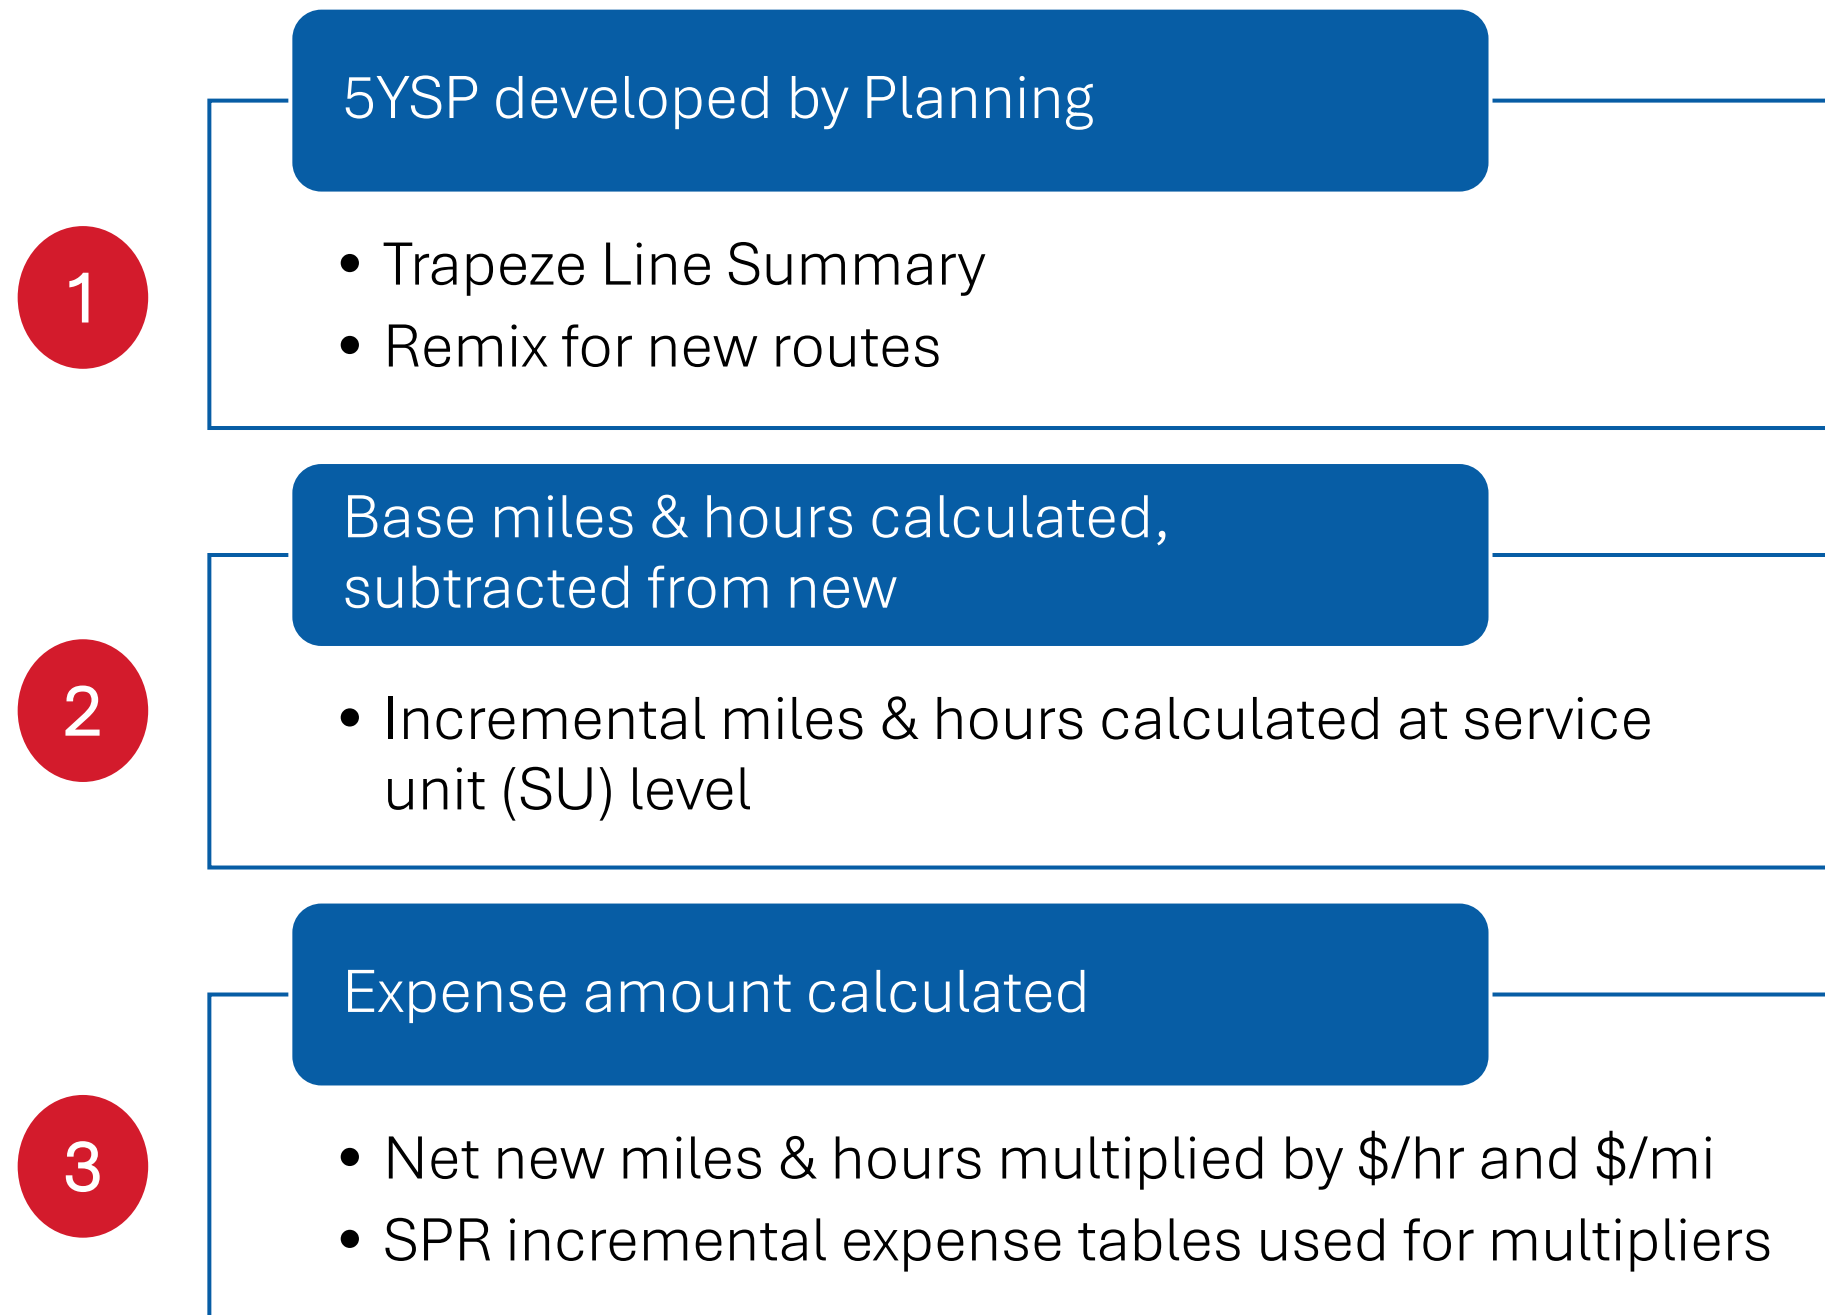 5YSP developed by Planning
1
• Trapeze Line Summary
• Remix for new routes
Base miles & hours calculated,
subtracted from new
2
• Incremental miles & hours calculated at service
unit (SU) level
Expense amount calculated
3
• Net new miles & hours multiplied by $/hr and $/mi
• SPR incremental expense tables used for multipliers